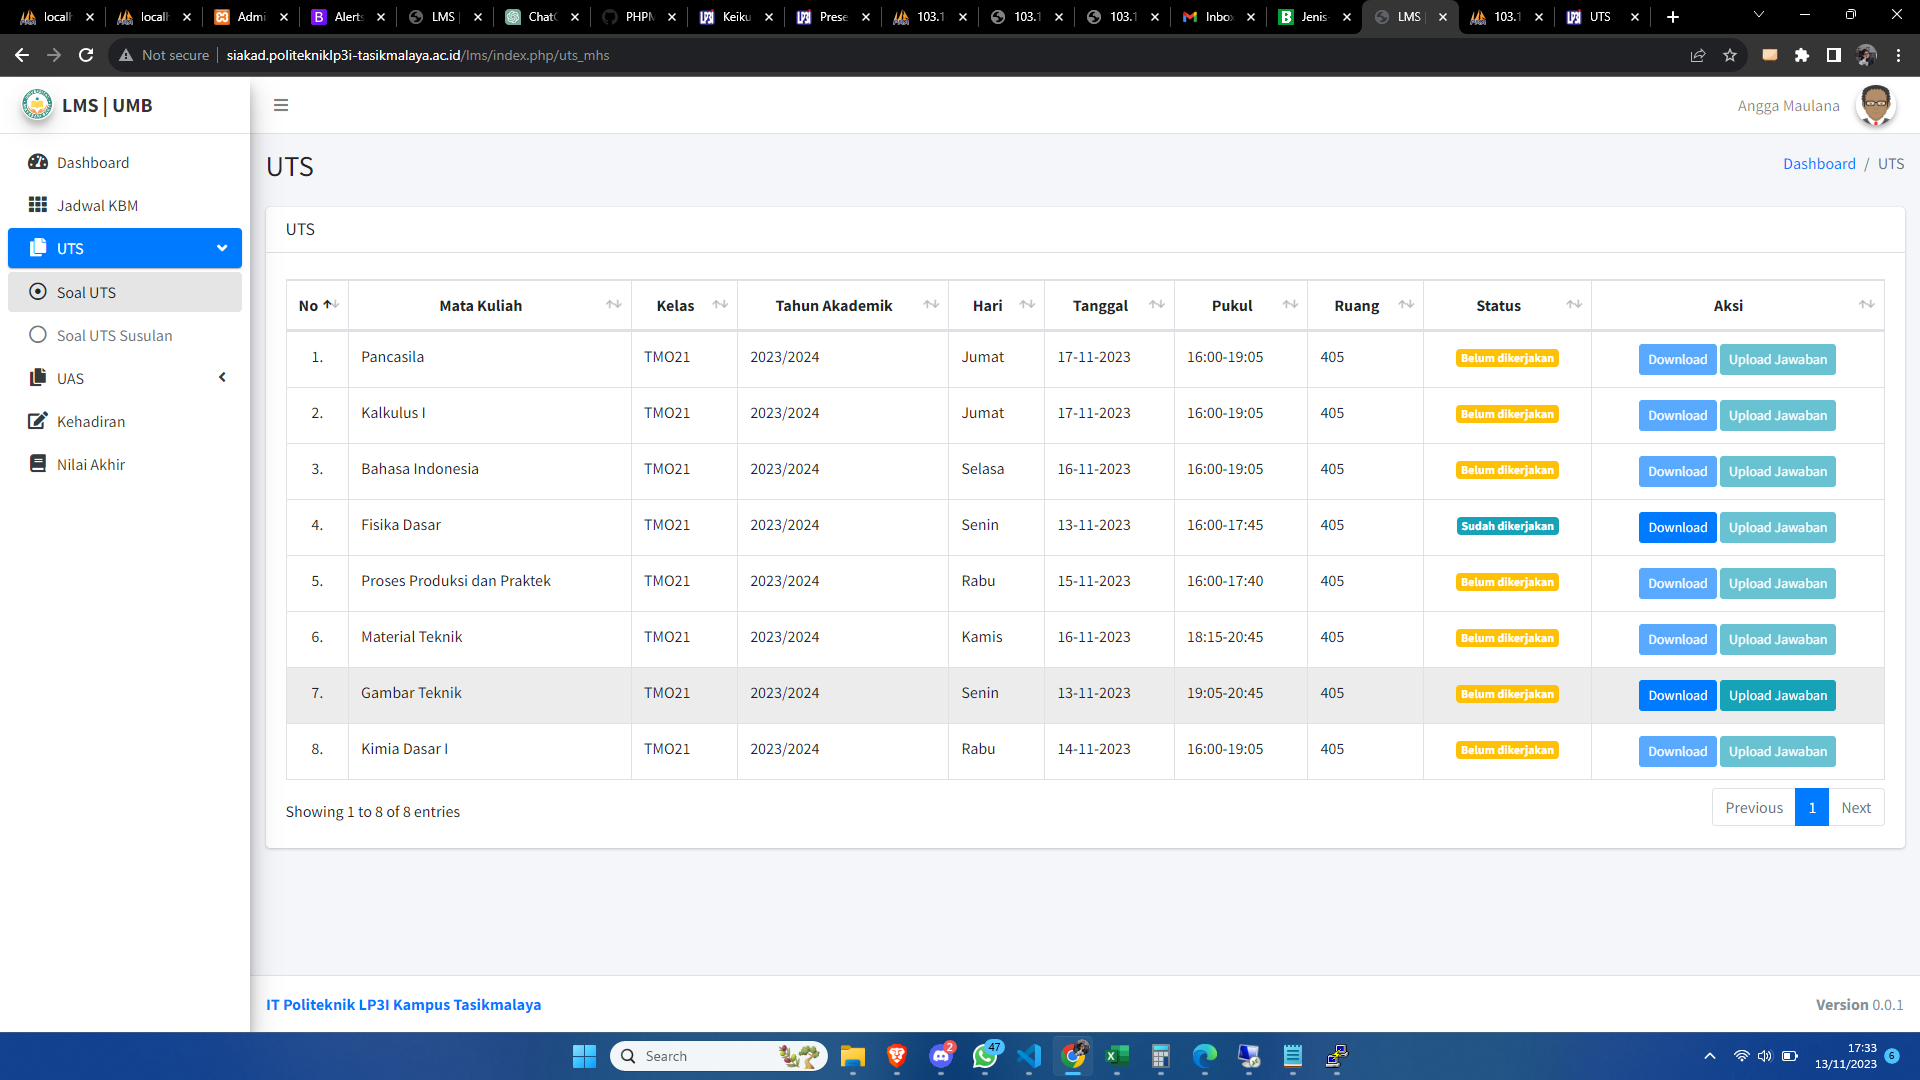 locall
locall
Admi
Alerts
LMS |
ChatG
PHPM
Keiku
Prese
103.1
103.1
103.1
Inbox
Jenis-
LMS |
103.1
UTS
Not secure
siakad.politekniklp3i-tasikmalaya.ac.id/lms/index.php/uts_mhs
LMS | UMB
Angga Maulana
Dashboard
Jadwal KBM
UTS
Soal UTS
Soal UTS Susulan
UAS
Kehadiran
Nilai Akhir
UTS
Dashboard / UTS
UTS
No Mata Kuliah Kelas Tahun Akademik Hari Tanggal Pukul Ruang Status Aksi
1. Pancasila TMO21 2023/2024 Jumat 17-11-2023 16:00-19:05 405 Belum dikerjakan Download Upload Jawaban
2. Kalkulus I TMO21 2023/2024 Jumat 17-11-2023 16:00-19:05 405 Belum dikerjakan Download Upload Jawaban
3. Bahasa Indonesia TMO21 2023/2024 Selasa 16-11-2023 16:00-19:05 405 Belum dikerjakan Download Upload Jawaban
4. Fisika Dasar TMO21 2023/2024 Senin 13-11-2023 16:00-17:45 405 Sudah dikerjakan Download Upload Jawaban
5. Proses Produksi dan Praktek TMO21 2023/2024 Rabu 15-11-2023 16:00-17:40 405 Belum dikerjakan Download Upload Jawaban
6. Material Teknik TMO21 2023/2024 Kamis 16-11-2023 18:15-20:45 405 Belum dikerjakan Download Upload Jawaban
7. Gambar Teknik TMO21 2023/2024 Senin 13-11-2023 19:05-20:45 405 Belum dikerjakan Download Upload Jawaban
8. Kimia Dasar I TMO21 2023/2024 Rabu 14-11-2023 16:00-19:05 405 Belum dikerjakan Download Upload Jawaban
Showing 1 to 8 of 8 entries
Previous 1 Next
IT Politeknik LP3I Kampus Tasikmalaya
Version 0.0.1
Search
2
47
17:33
13/11/2023
6